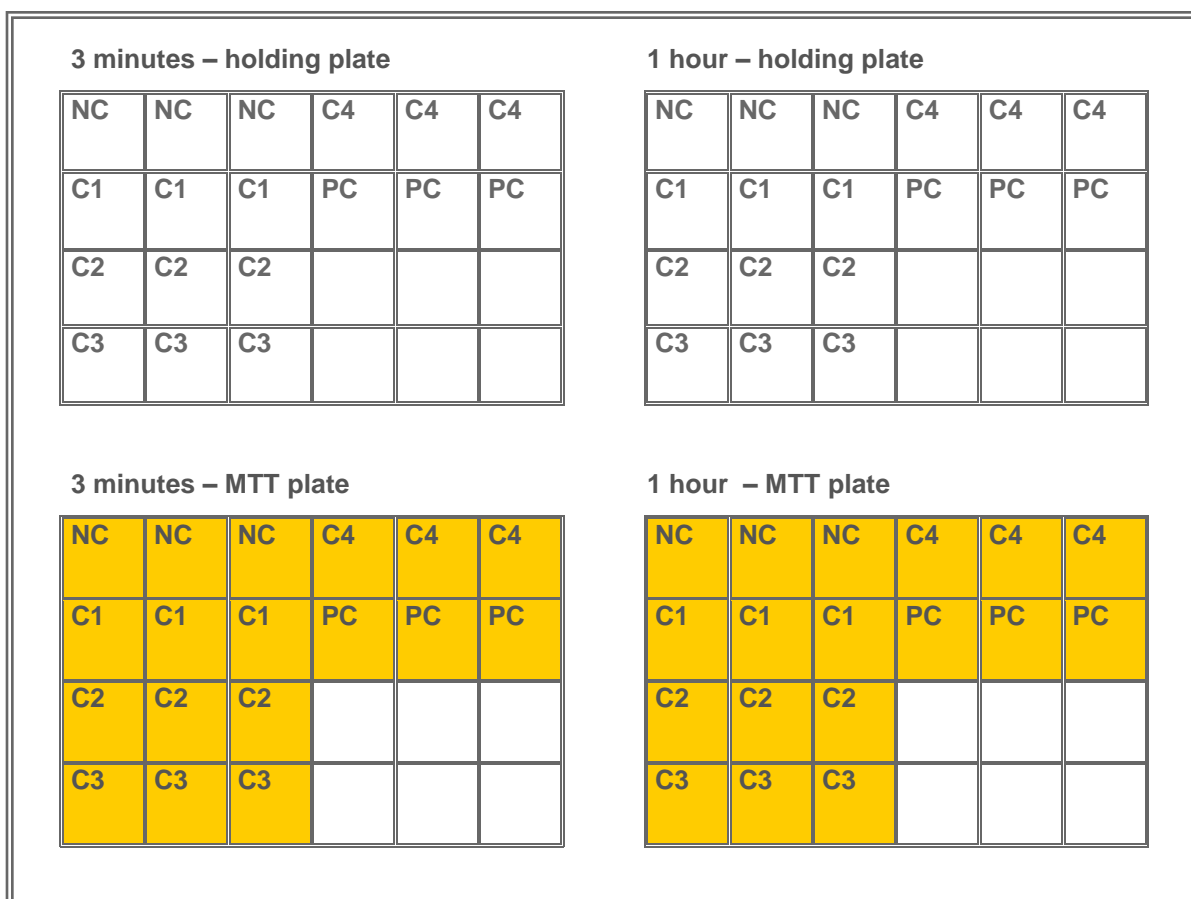 3 minutes – holding plate
NC NC NC C4 C4 C4
C1 C1 C1 PC PC PC
C2 C2 C2
C3 C3 C3
1 hour – holding plate
NC NC NC C4 C4 C4
C1 C1 C1 PC PC PC
C2 C2 C2
C3 C3 C3
3 minutes – MTT plate
NC NC NC C4 C4 C4
C1 C1 C1 PC PC PC
C2 C2 C2
C3 C3 C3
1 hour – MTT plate
NC NC NC C4 C4 C4
C1 C1 C1 PC PC PC
C2 C2 C2
C3 C3 C3